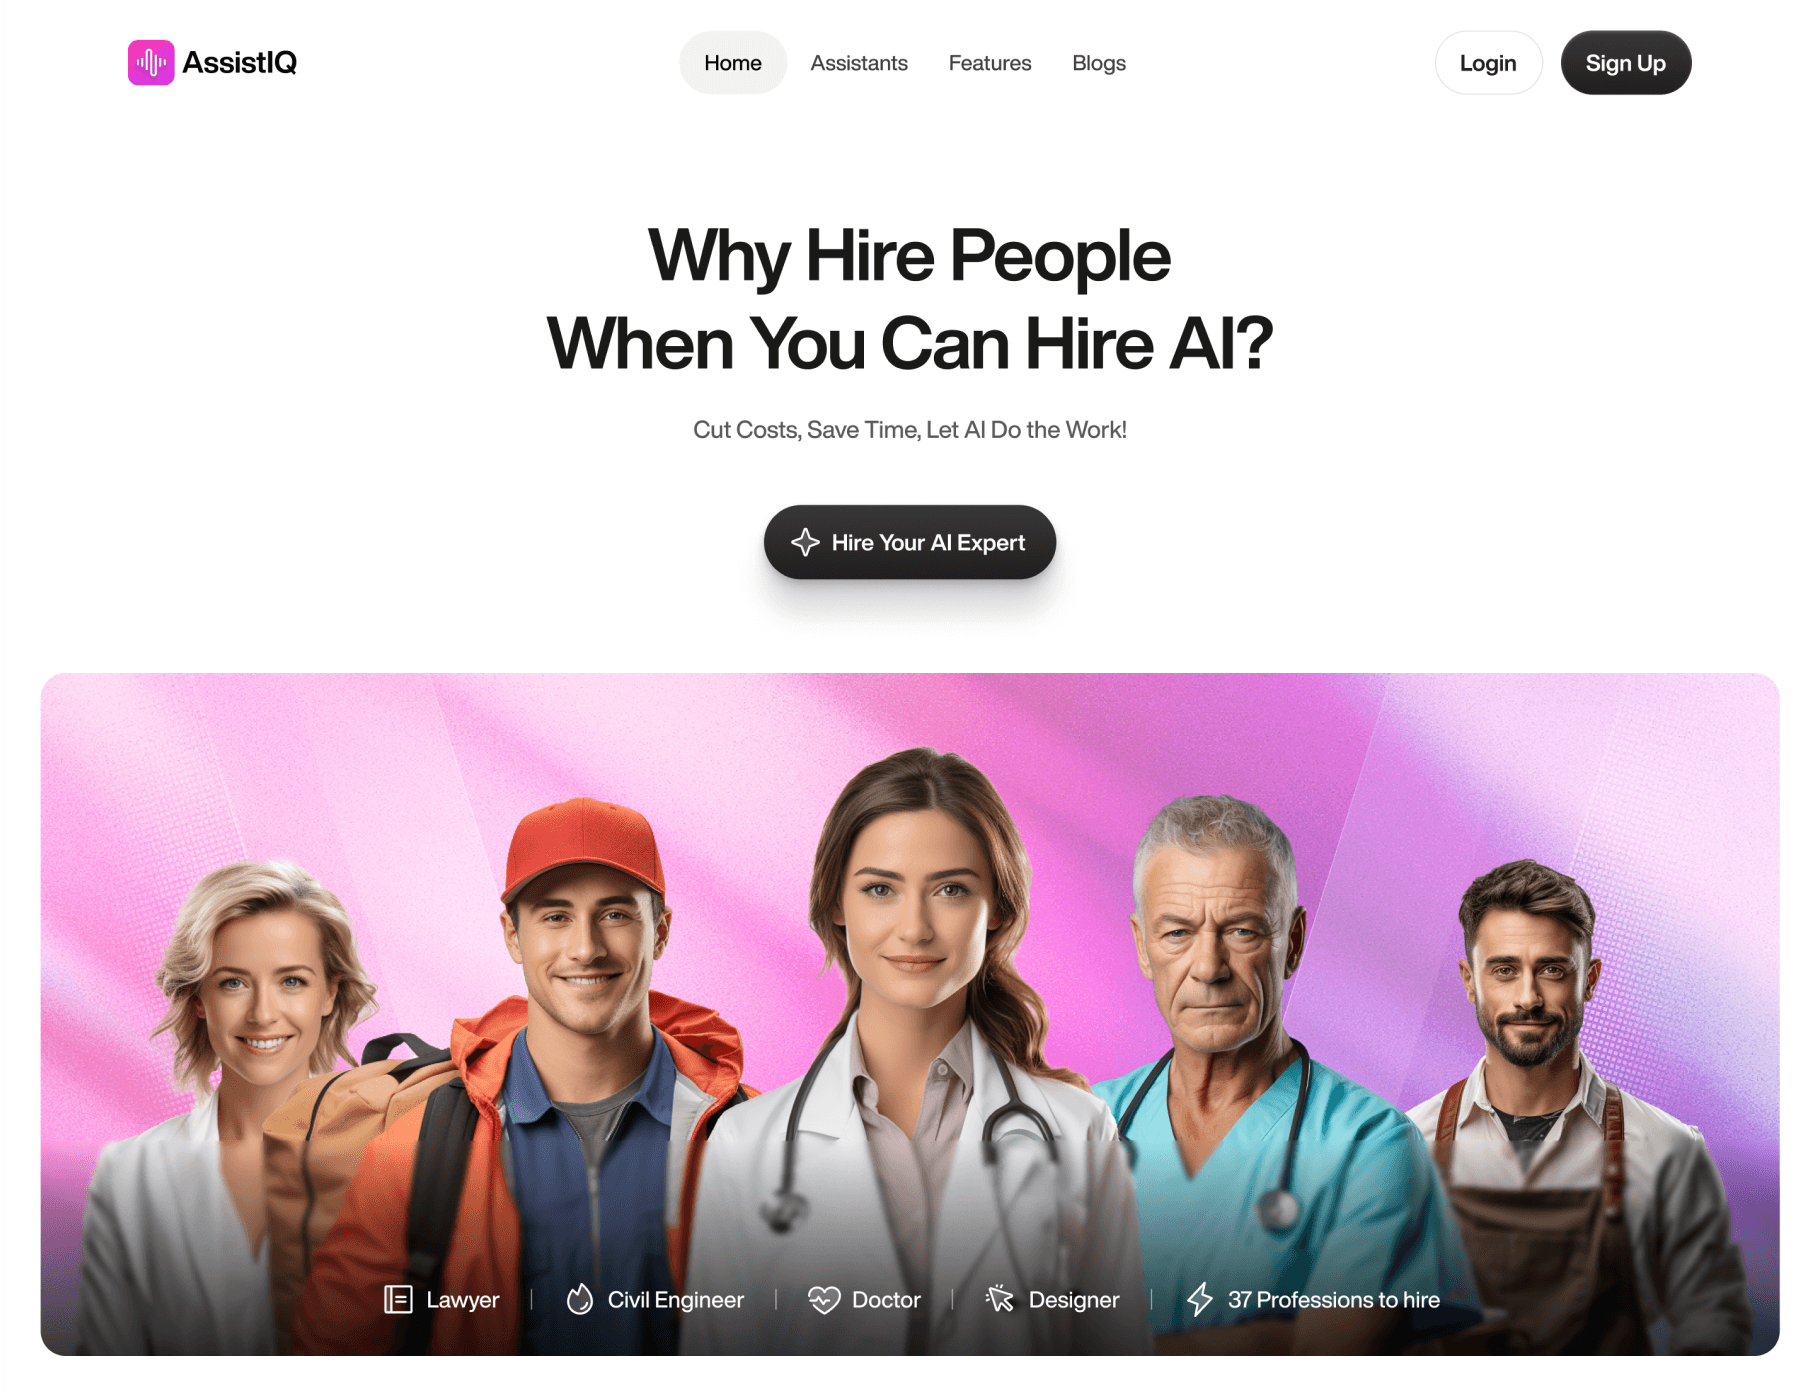 AssistIQ
Home
Assistants
Features
Blogs
Login
Sign Up
Why Hire People
When You Can Hire AI?
Cut Costs, Save Time, Let AI Do the Work!
Hire Your AI Expert
Lawyer
Civil Engineer
Doctor
Designer
37 Professions to hire